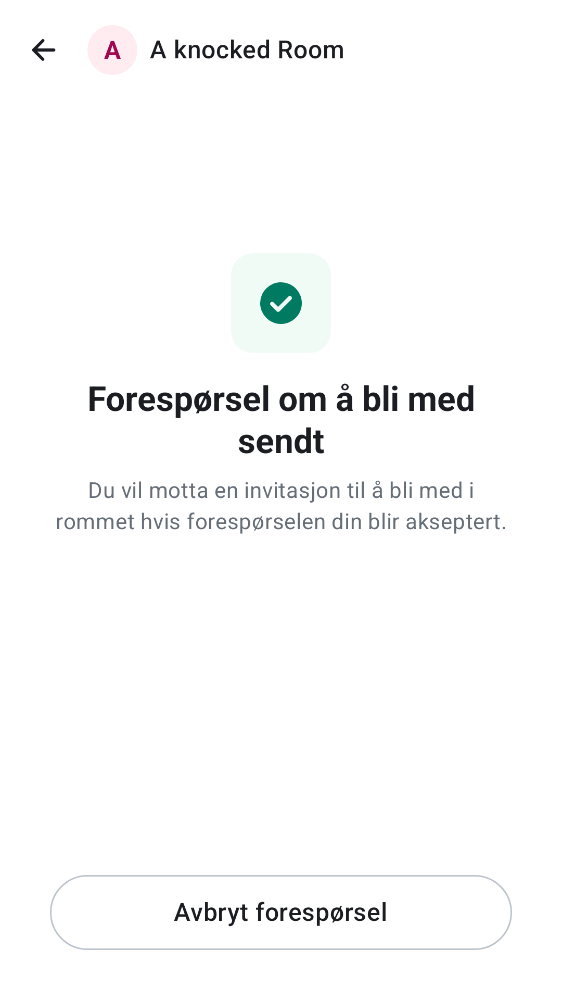 A
A knocked Room
Forespørsel om å bli med
sendt
Du vil motta en invitasjon til å bli med i
rommet hvis forespørselen din blir akseptert.
Avbryt forespørsel